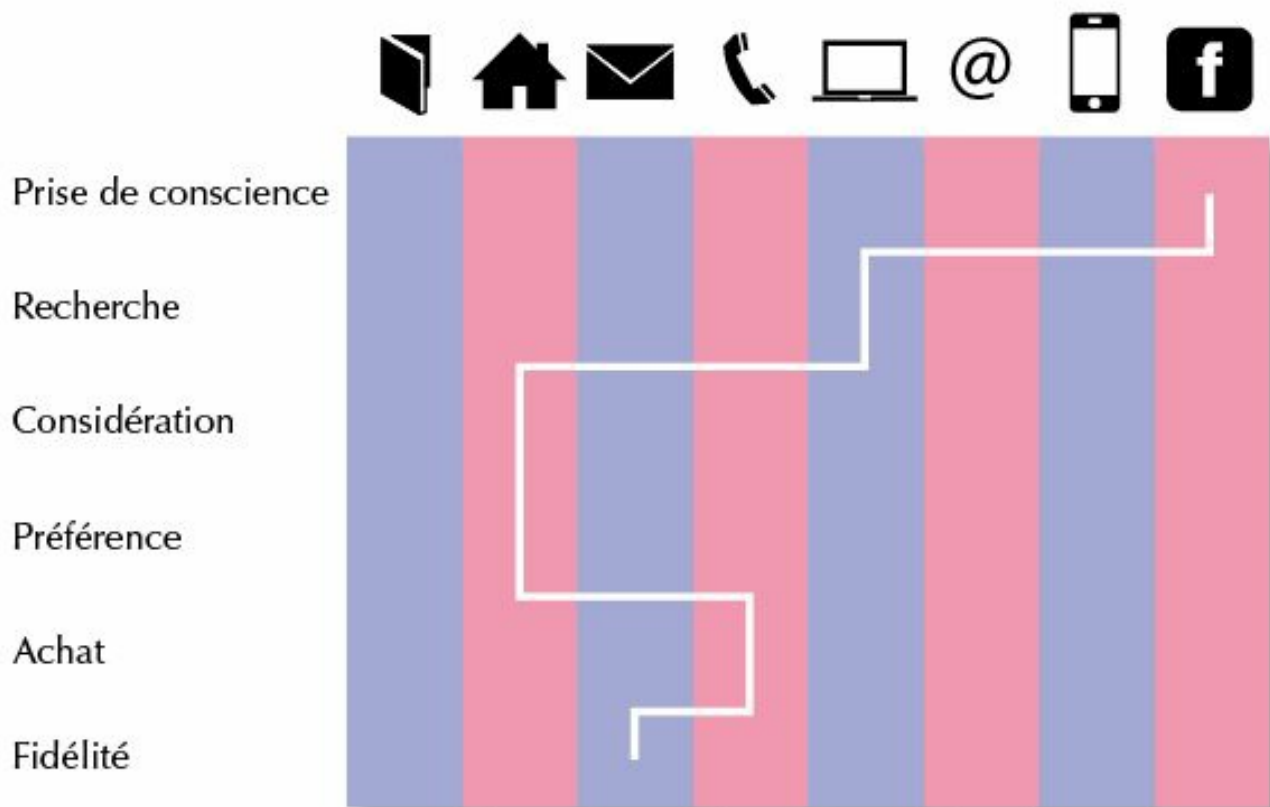 @
f
Prise de conscience
Recherche
Considération
Préférence
Achat
Fidélité